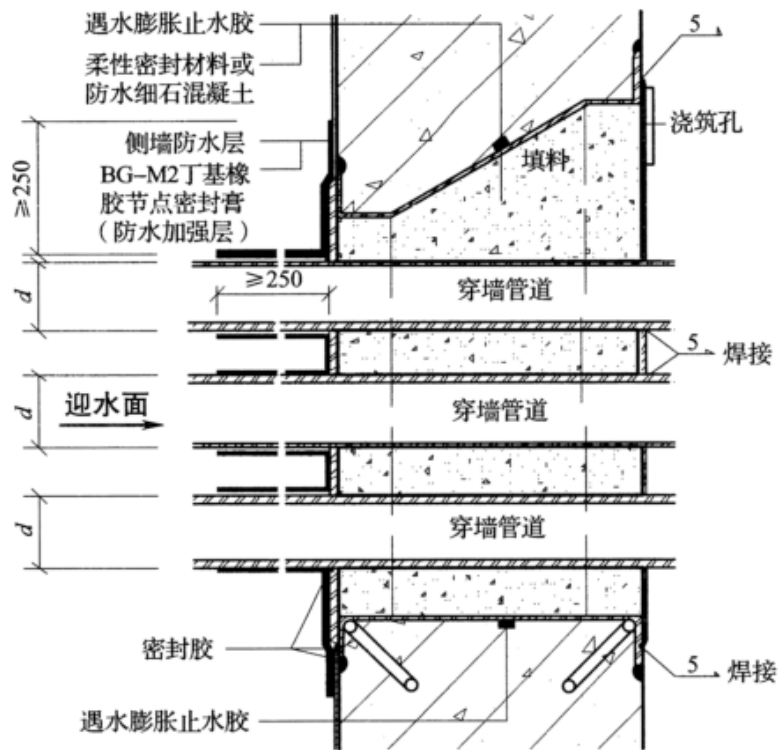 遇水膨胀止水胶
柔性密封材料或
防水细石混凝土
5
浇筑孔
填料
≥250
侧墙防水层
BG-M2丁基橡
胶节点密封膏
(防水加强层)
≥250
d
穿墙管道
5
焊接
d
迎水面
穿墙管道
d
穿墙管道
密封胶
5
焊接
遇水膨胀止水胶